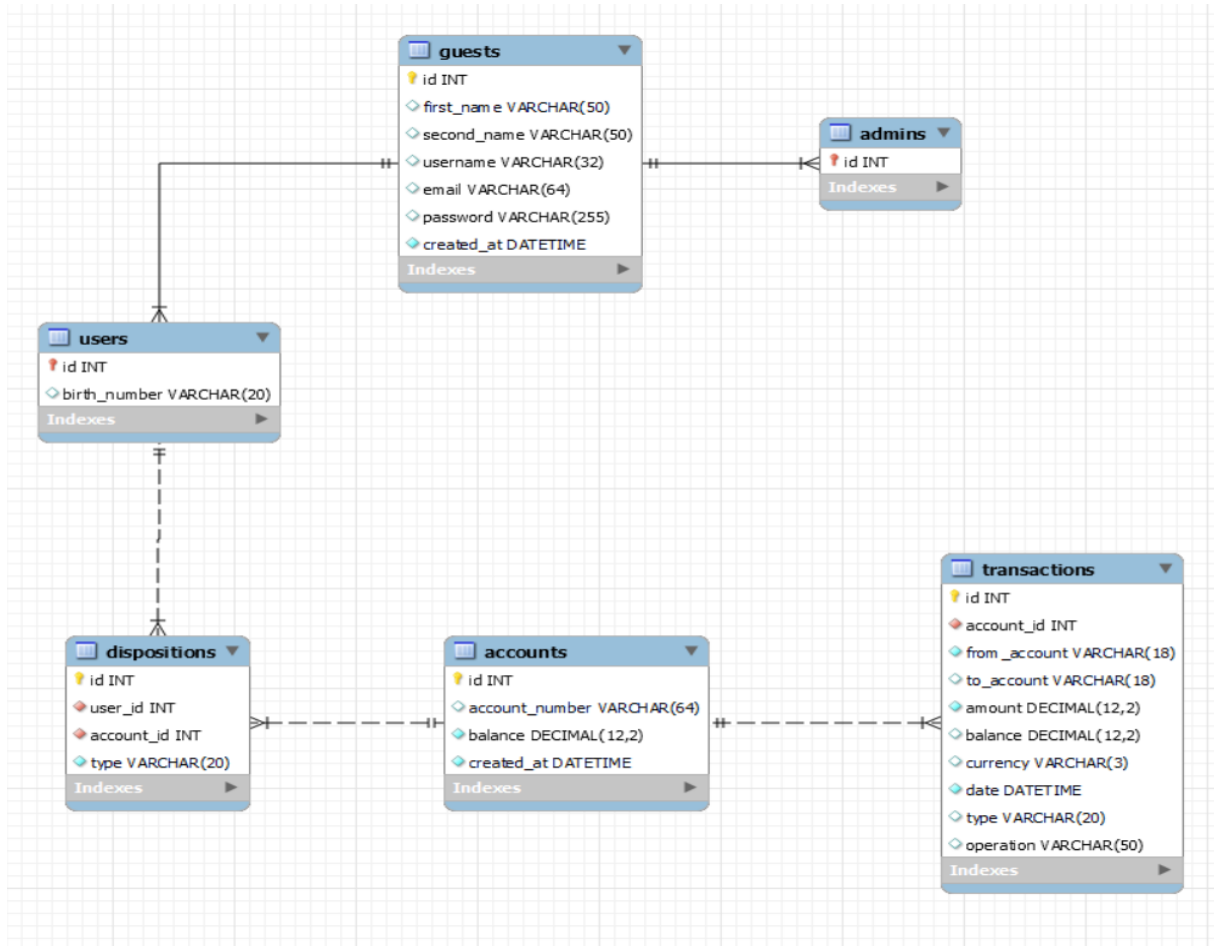 guests
id INT
first_name VARCHAR(50)
second_name VARCHAR(50)
username VARCHAR(32)
email VARCHAR(64)
password VARCHAR(255)
created_at DATETIME
Indexes
admins
id INT
Indexes
users
id INT
birth_number VARCHAR(20)
Indexes
dispositions
id INT
user_id INT
account_id INT
type VARCHAR(20)
Indexes
accounts
id INT
account_number VARCHAR(64)
balance DECIMAL(12,2)
created_at DATETIME
Indexes
transactions
id INT
account_id INT
from_account VARCHAR(18)
to_account VARCHAR(18)
amount DECIMAL(12,2)
balance DECIMAL(12,2)
currency VARCHAR(3)
date DATETIME
type VARCHAR(20)
operation VARCHAR(50)
Indexes